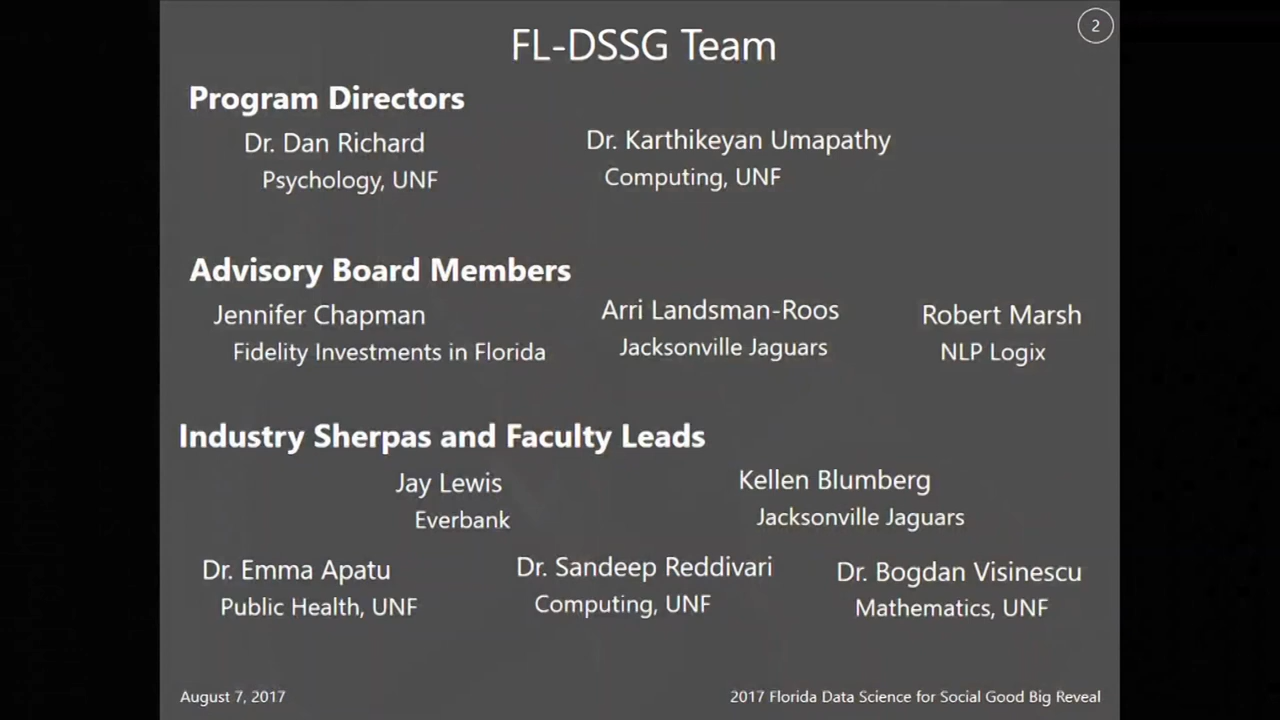 FL-DSSG Team
2
Program Directors
Dr. Dan Richard
Psychology, UNF
Dr. Karthikeyan Umapathy
Computing, UNF
Advisory Board Members
Jennifer Chapman
Fidelity Investments in Florida
Arri Landsman-Roos
Jacksonville Jaguars
Robert Marsh
NLP Logix
Industry Sherpas and Faculty Leads
Jay Lewis
Everbank
Kellen Blumberg
Jacksonville Jaguars
Dr. Emma Apatu
Public Health, UNF
Dr. Sandeep Reddivari
Computing, UNF
Dr. Bogdan Visinescu
Mathematics, UNF
August 7, 2017
2017 Florida Data Science for Social Good Big Reveal